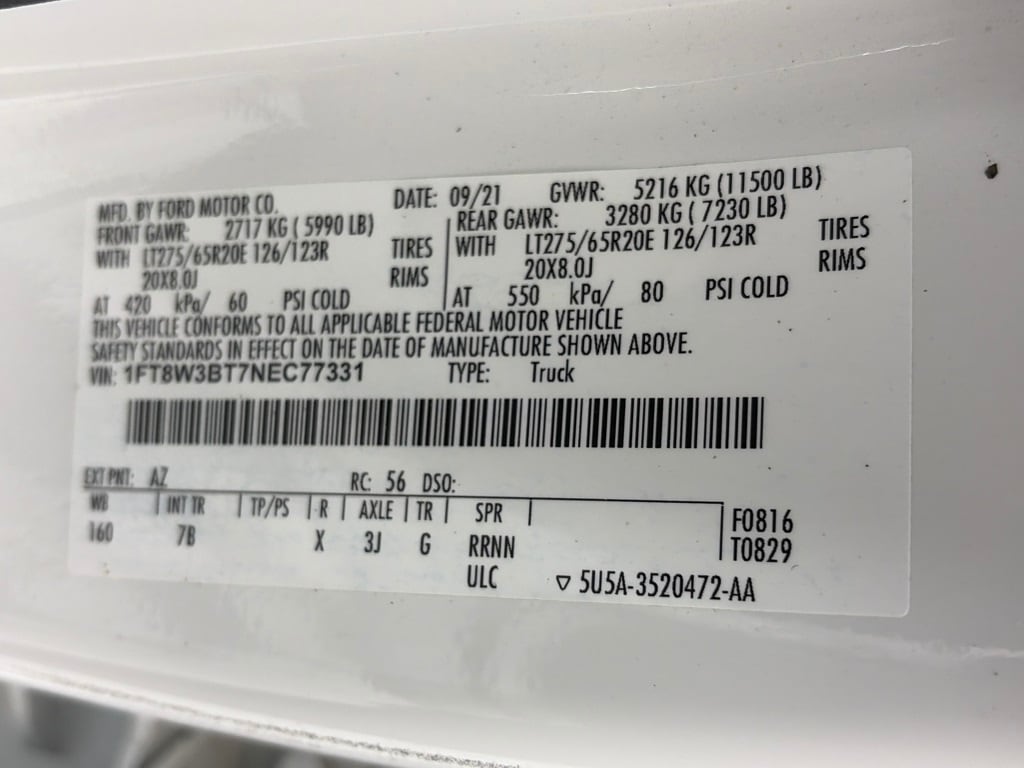 MFD. BY FORD MOTOR CO. DATE: 09/21 GVWR: 5216 KG (11500 LB)
FRONT GAWR: 2717 KG ( 5990 LB) REAR GAWR: 3280 KG ( 7230 LB)
WITH LT275/65R20E 126/123R TIRES WITH LT275/65R20E 126/123R TIRES
20X8.0J RIMS 20X8.0J RIMS
AT 420 kPa/ 60 PSI COLD AT 550 kPa/ 80 PSI COLD
THIS VEHICLE CONFORMS TO ALL APPLICABLE FEDERAL MOTOR VEHICLE
SAFETY STANDARDS IN EFFECT ON THE DATE OF MANUFACTURE SHOWN ABOVE.
VIN: 1FT8W3BT7NEC77331 TYPE: Truck
EXT PNT: AZ RC: 56 DSO:
WB INT TR TP/PS R AXLE TR SPR F0816
160 7B X 3J G RRNN T0829
ULC ▽ 5U5A-3520472-AA